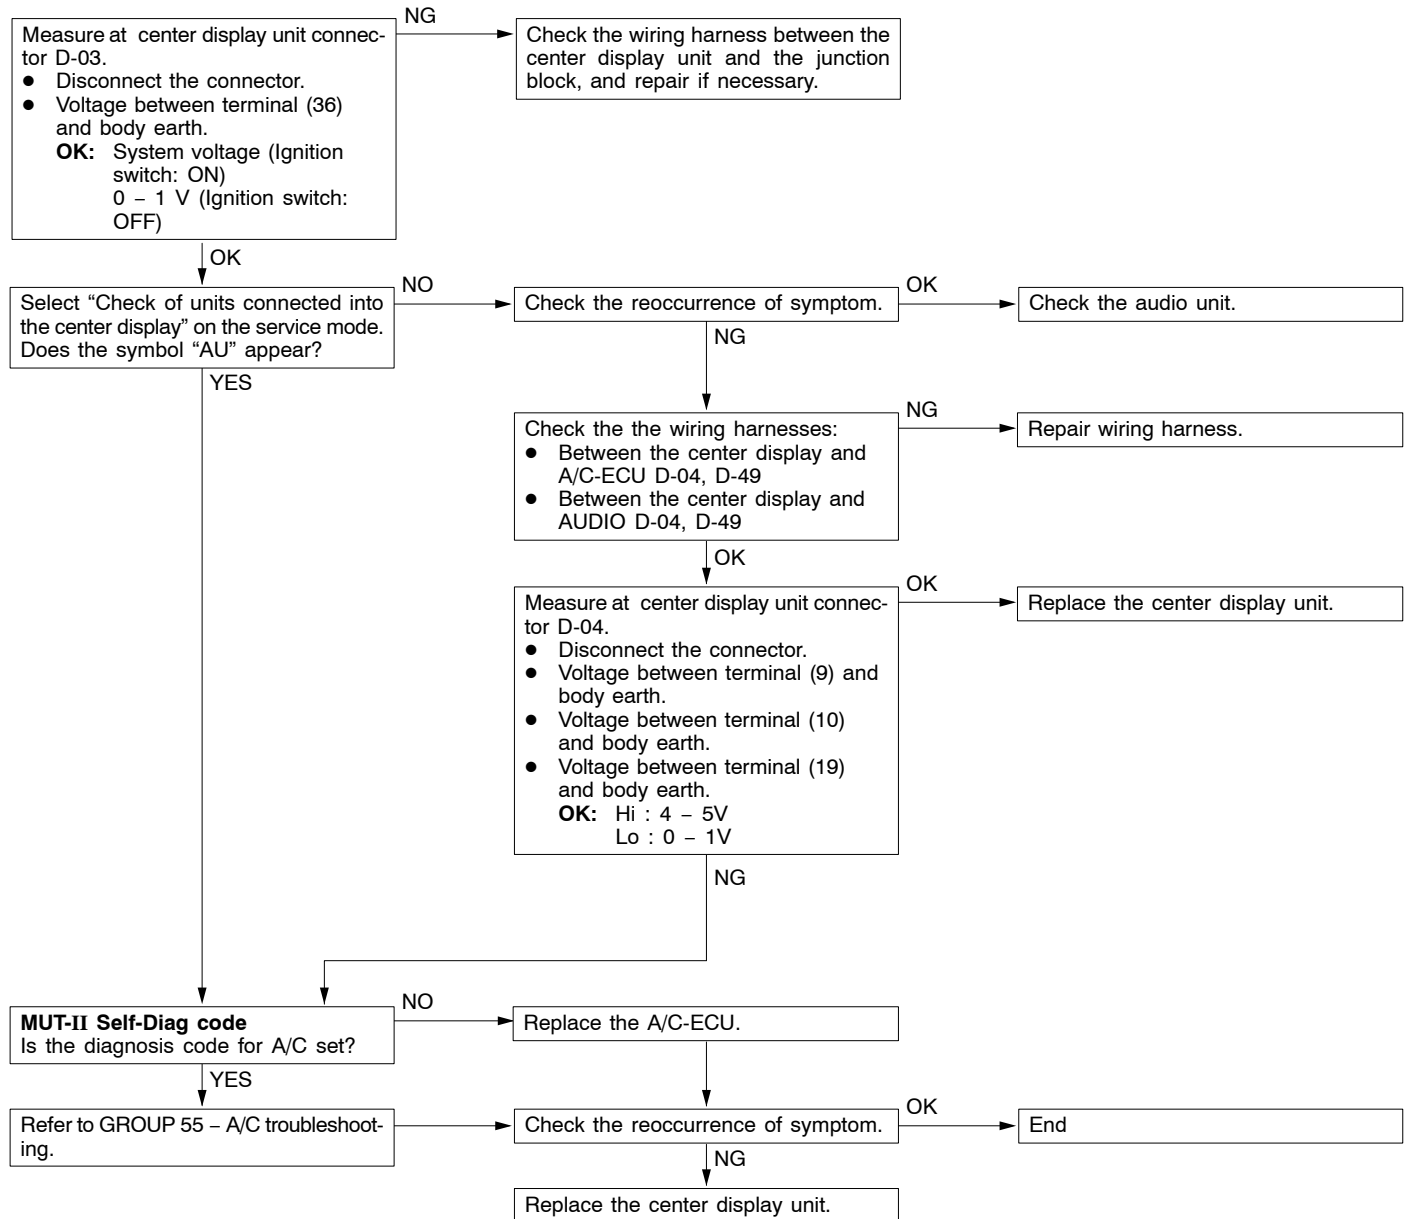 NG
Measure at center display unit connec-
tor D-03.
● Disconnect the connector.
● Voltage between terminal (36)
and body earth.
OK: System voltage (Ignition
switch: ON)
0 – 1 V (Ignition switch:
OFF)
Check the wiring harness between the
center display unit and the junction
block, and repair if necessary.
OK
Select “Check of units connected into
the center display” on the service mode.
Does the symbol “AU” appear?
NO
Check the reoccurrence of symptom.
OK
Check the audio unit.
NG
YES
Check the the wiring harnesses:
● Between the center display and
A/C-ECU D-04, D-49
● Between the center display and
AUDIO D-04, D-49
NG
Repair wiring harness.
OK
Measure at center display unit connec-
tor D-04.
● Disconnect the connector.
● Voltage between terminal (9) and
body earth.
● Voltage between terminal (10)
and body earth.
● Voltage between terminal (19)
and body earth.
OK: Hi : 4 – 5V
Lo : 0 – 1V
OK
Replace the center display unit.
NG
MUT-II Self-Diag code
Is the diagnosis code for A/C set?
NO
Replace the A/C-ECU.
YES
Refer to GROUP 55 – A/C troubleshoot-
ing.
Check the reoccurrence of symptom.
OK
End
NG
Replace the center display unit.